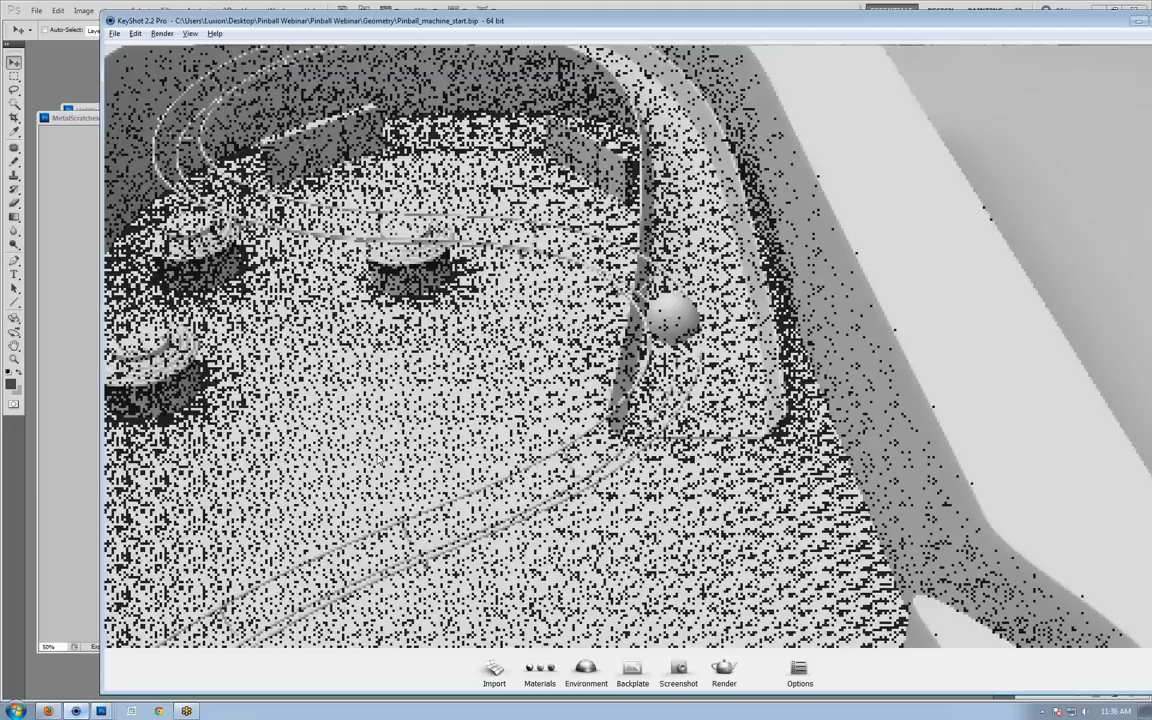 Ps File Edit Image
Auto-Select: Laye
KeyShot 2.2 Pro - C:\Users\Luxion\Desktop\Pinball Webinar\Pinball Webinar\Geometry\Pinball_machine_start.bip - 64 bit
File Edit Render View Help
MetalScratches
50%
Import Materials Environment Backplate Screenshot Render Options
11:36 AM